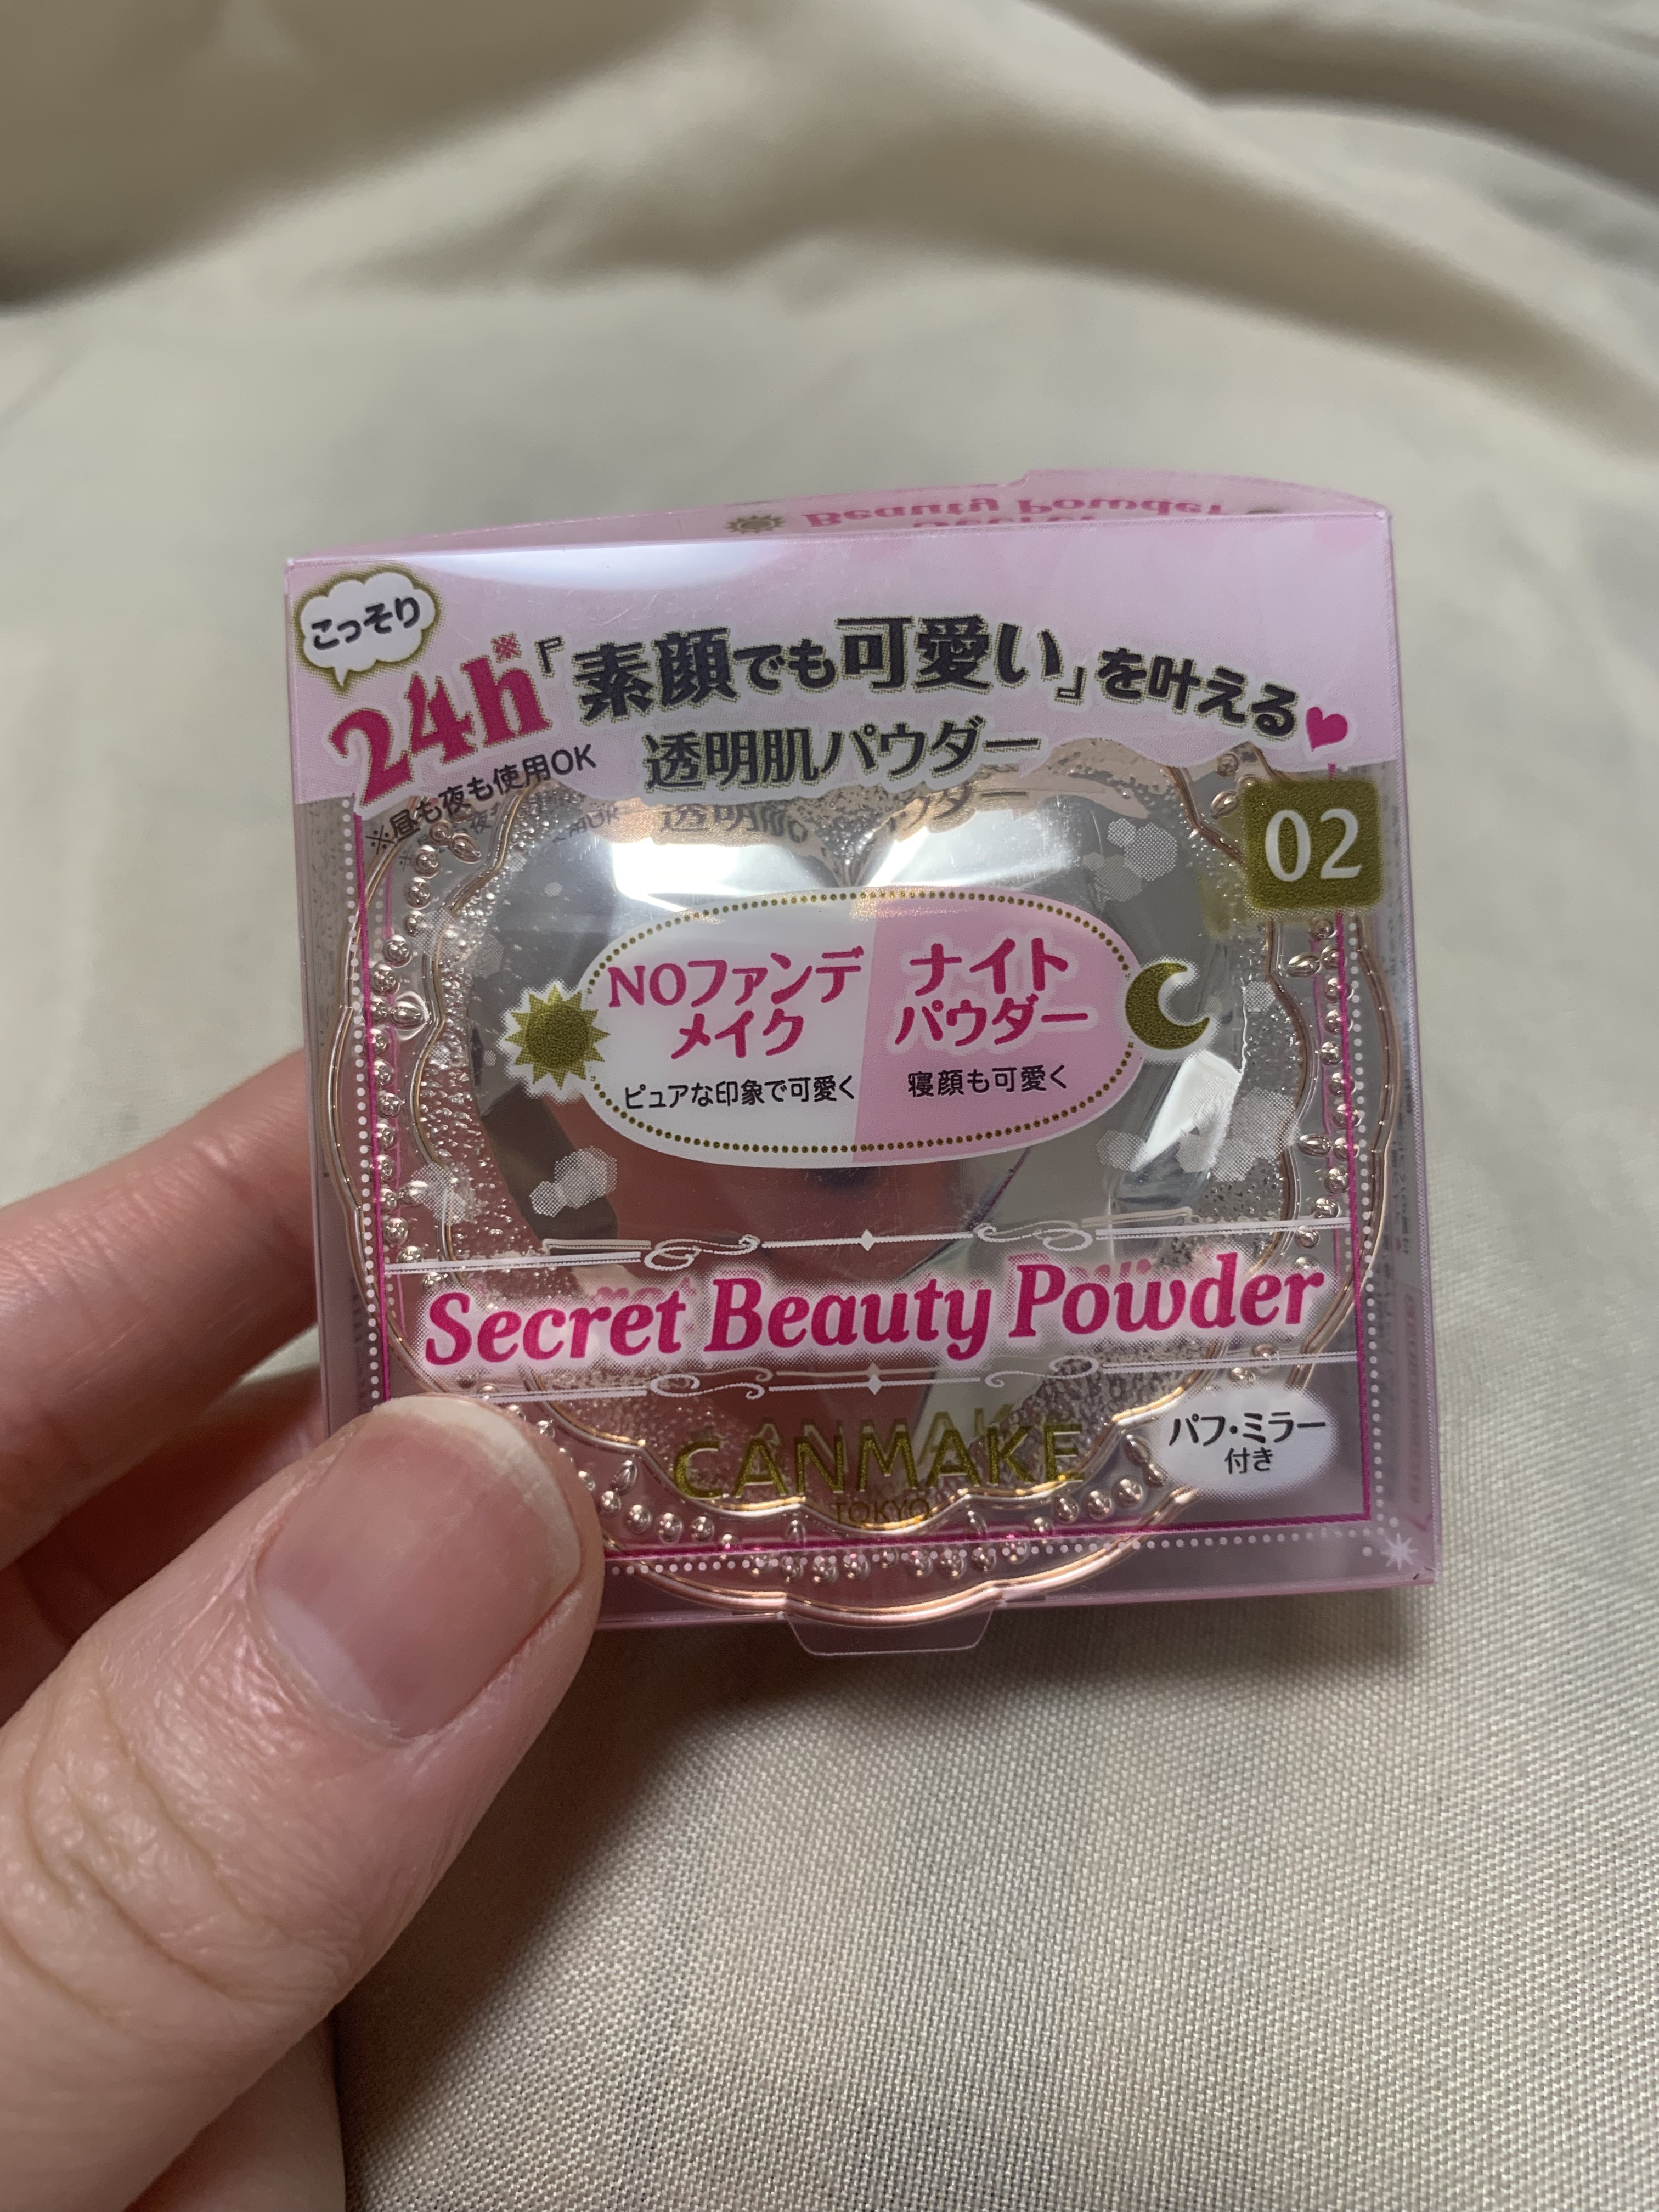 Secret
Beauty Powder
こっそり
24h※『素顔でも可愛い』を叶える
透明肌パウダー
※昼も夜も使用OK
02
NOファンデ
メイク
ピュアな印象で可愛く
ナイト
パウダー
寝顔も可愛く
Secret Beauty Powder
CANMAKE
TOKYO
パフ・ミラー
付き